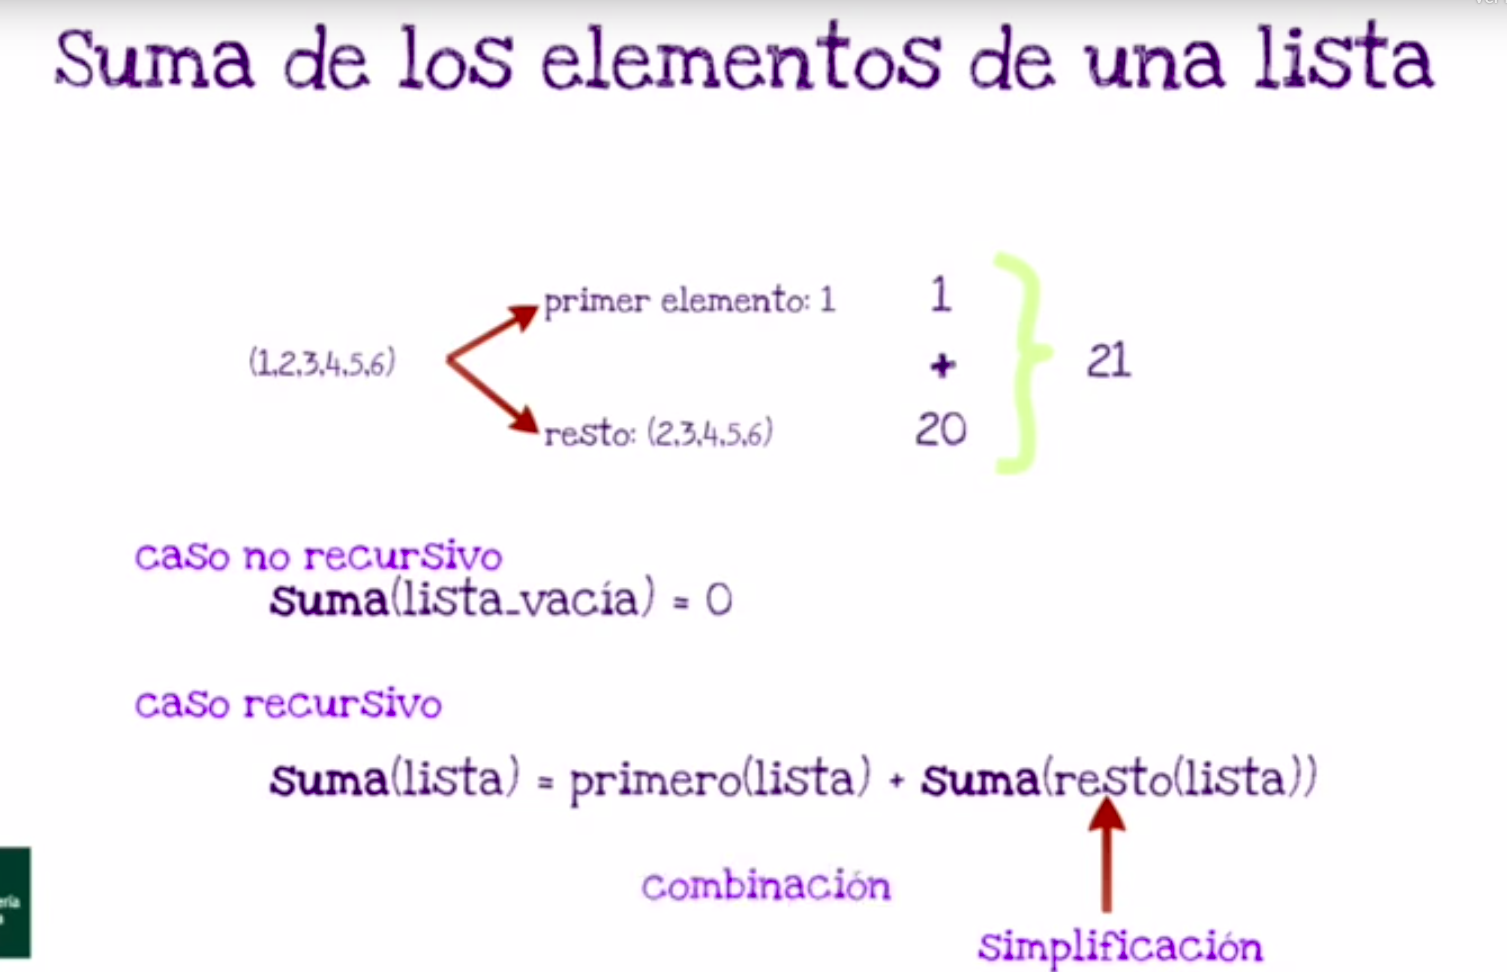 Suma de los elementos de una lista
primer elemento: 1
1
(1,2,3,4,5,6)
+
21
resto: (2,3,4,5,6)
20
caso no recursivo
suma(lista_vacía) = 0
caso recursivo
suma(lista) = primero(lista) + suma(resto(lista))
combinación
simplificación